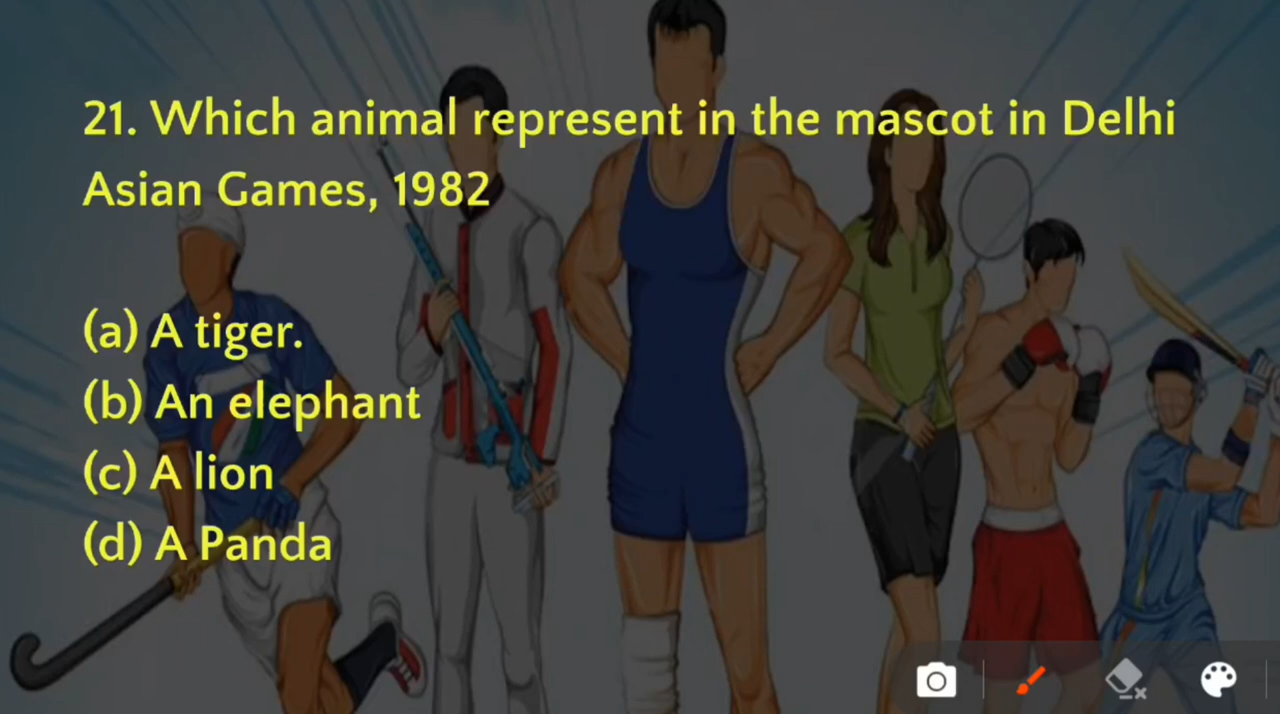 21. Which animal represent in the mascot in Delhi
Asian Games, 1982
(a) A tiger.
(b) An elephant
(c) A lion
(d) A Panda